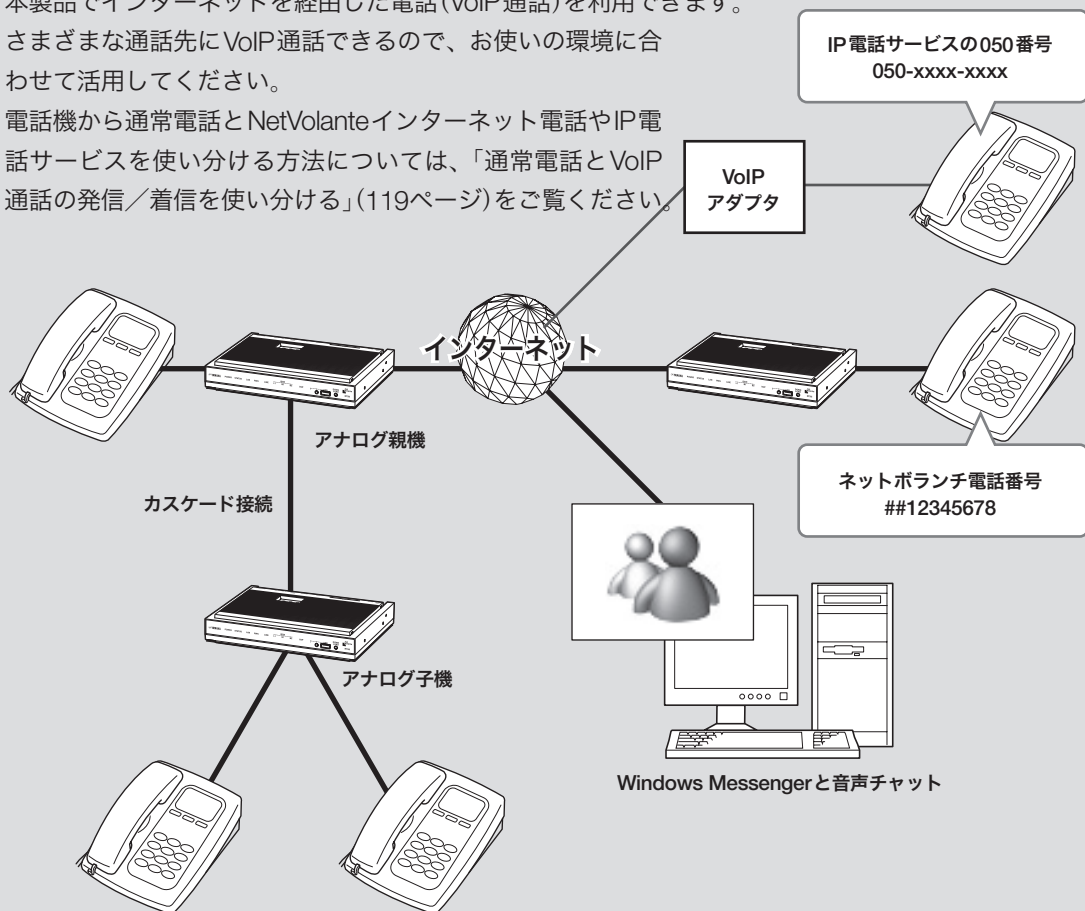 本製品でインターネットを経由した電話(VoIP通話)を利用できます。
さまざまな通話先にVoIP通話できるので、お使いの環境に合
わせて活用してください。
電話機から通常電話とNetVolanteインターネット電話やIP電
話サービスを使い分ける方法については、「通常電話とVoIP
通話の発信／着信を使い分ける」(119ページ)をご覧ください。
IP電話サービスの050番号
050-xxxx-xxxx
VoIP
アダプタ
インターネット
アナログ親機
カスケード接続
ネットボランチ電話番号
##12345678
アナログ子機
Windows Messengerと音声チャット